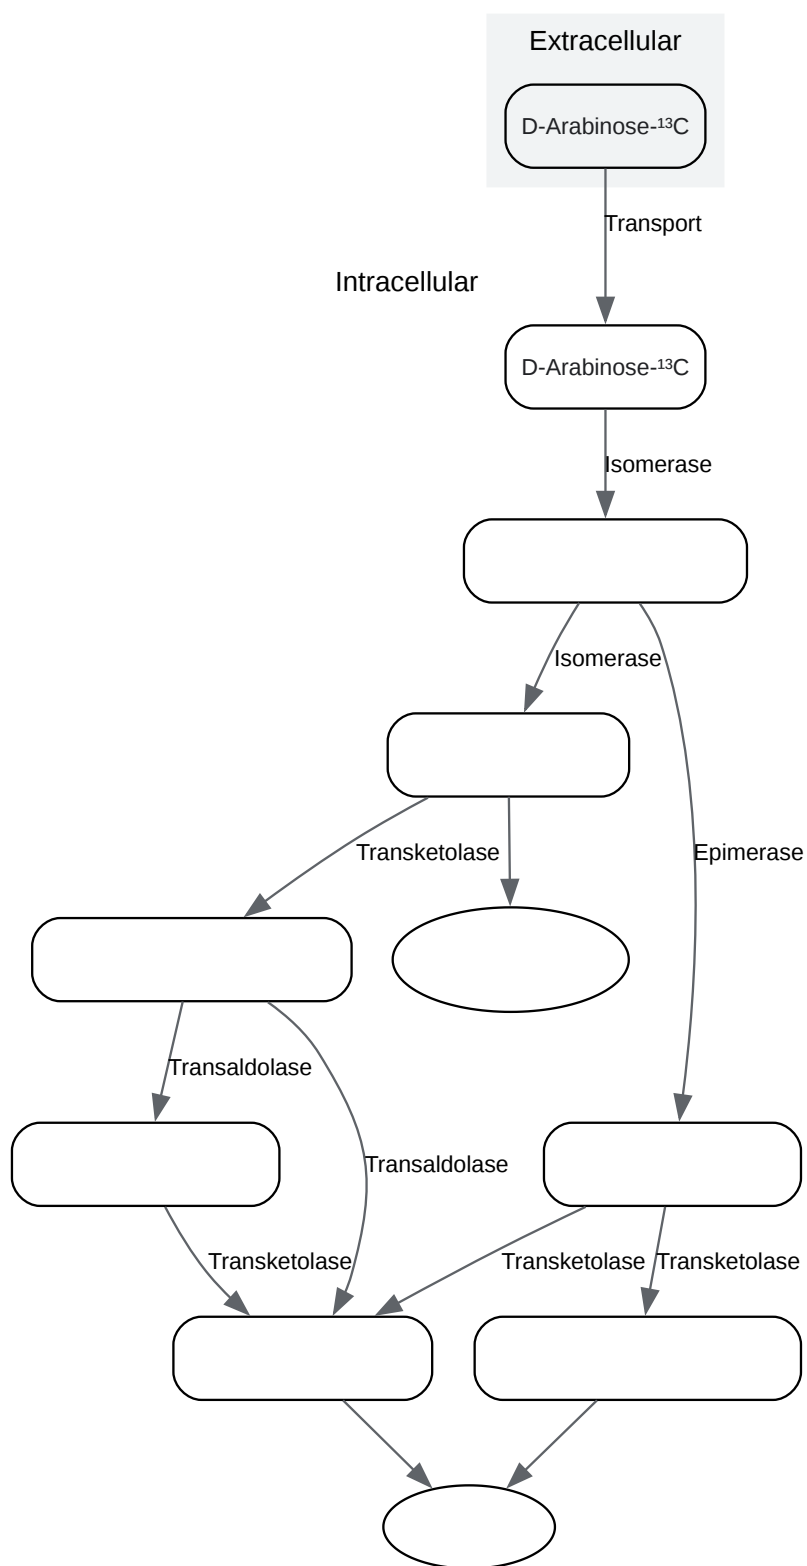 Extracellular
D-Arabinose-¹³C
Transport
Intracellular
D-Arabinose-¹³C
Isomerase
Isomerase
Transketolase
Epimerase
Transaldolase
Transaldolase
Transketolase
Transketolase
Transketolase